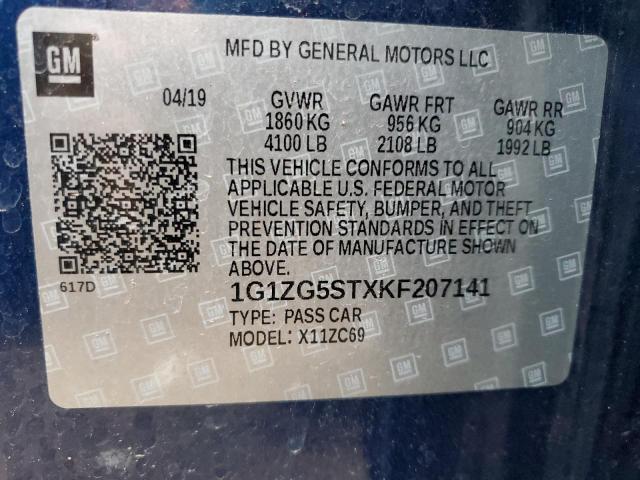 GM
MFD BY GENERAL MOTORS LLC
04/19 GVWR GAWR FRT GAWR RR
1860 KG 956 KG 904 KG
4100 LB 2108 LB 1992 LB
THIS VEHICLE CONFORMS TO ALL
APPLICABLE U.S. FEDERAL MOTOR
VEHICLE SAFETY, BUMPER, AND THEFT
PREVENTION STANDARDS IN EFFECT ON
THE DATE OF MANUFACTURE SHOWN
ABOVE.
617D
1G1ZG5STXKF207141
TYPE: PASS CAR
MODEL: X11ZC69